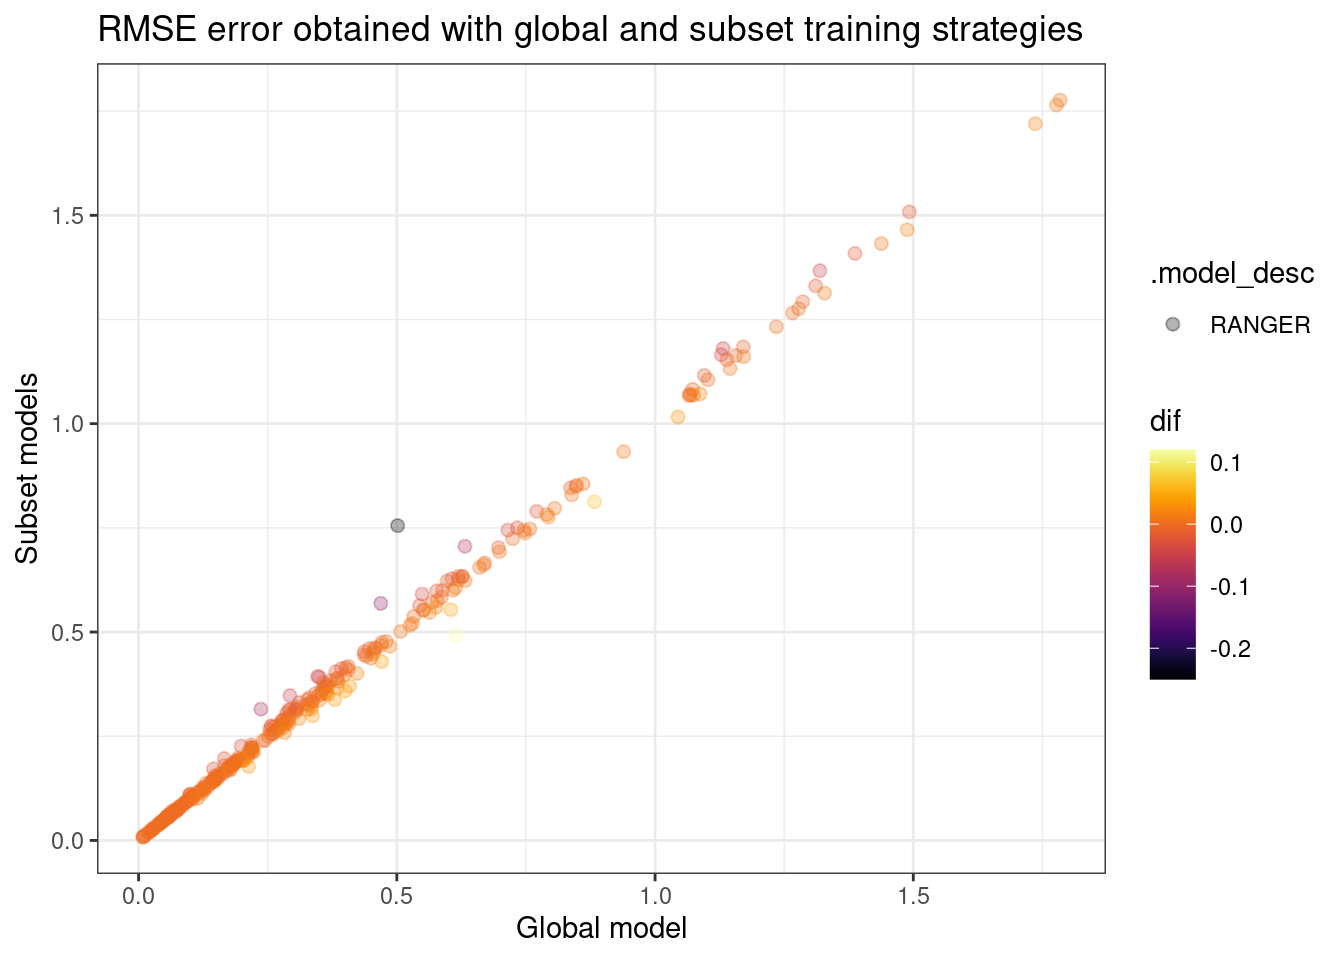 RMSE error obtained with global and subset training strategies
Subset models
1.5
1.0
0.5
0.0
0.0 0.5 1.0 1.5
Global model
.model_desc
RANGER
dif
0.1
0.0
-0.1
-0.2